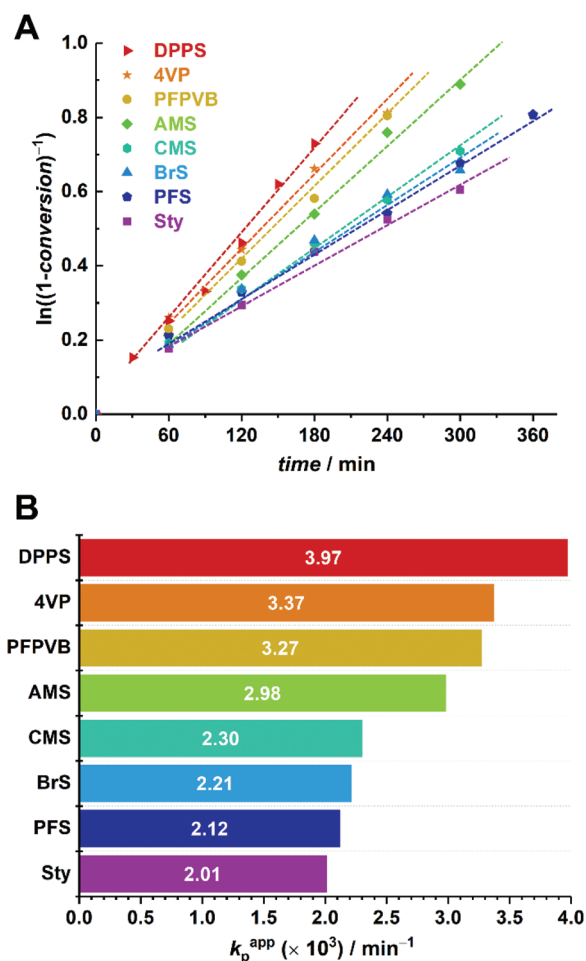 A
DPPS
4VP
PFPVB
AMS
CMS
BrS
PFS
Sty
1.0
0.8
0.6
0.4
0.2
0.0
ln((1-conversion)⁻¹)
0 60 120 180 240 300 360
time / min
B
DPPS 3.97
4VP 3.37
PFPVB 3.27
AMS 2.98
CMS 2.30
BrS 2.21
PFS 2.12
Sty 2.01
0.0 0.5 1.0 1.5 2.0 2.5 3.0 3.5 4.0
kₚᵃᵖᵖ (× 10³) / min⁻¹